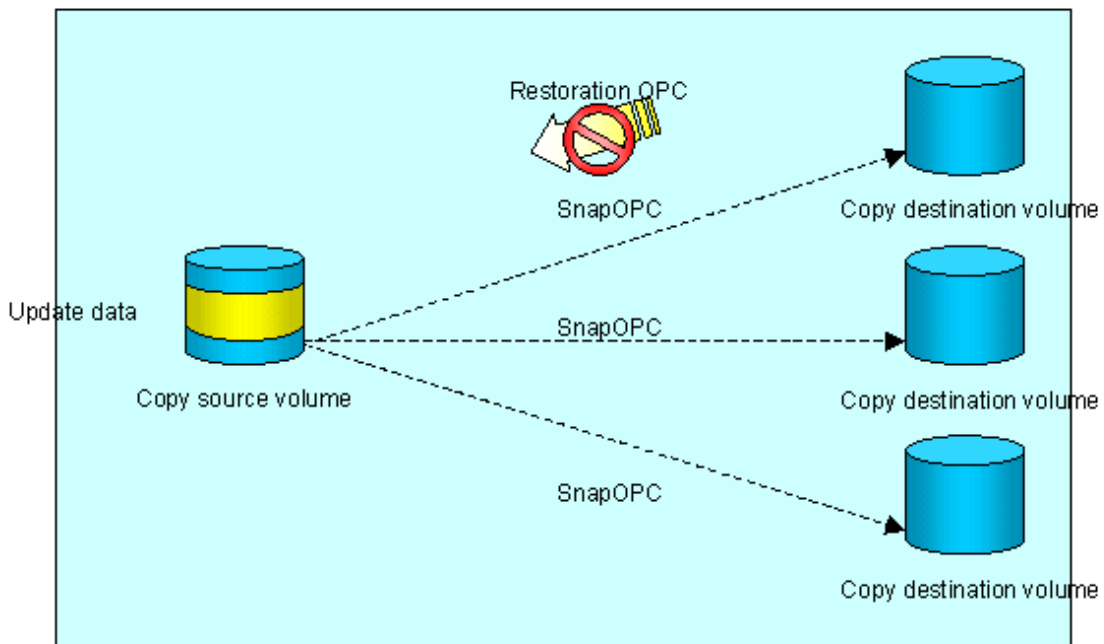 Restoration OPC
SnapOPC
Copy destination volume
Update data
SnapOPC
Copy source volume
Copy destination volume
SnapOPC
Copy destination volume